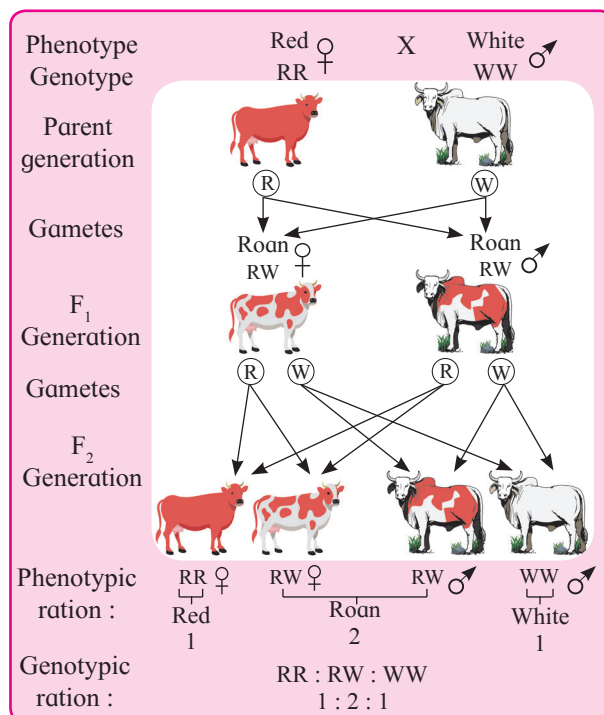 Phenotype Red ♀ X White ♂
Genotype RR WW
Parent
generation
R W
Gametes
Roan ♀ Roan ♂
RW RW
F1
Generation
R W R W
Gametes
F2
Generation
Phenotypic RR ♀ RW ♀ RW ♂ WW ♂
ration :
Red Roan White
1 2 1
Genotypic RR : RW : WW
ration : 1 : 2 : 1